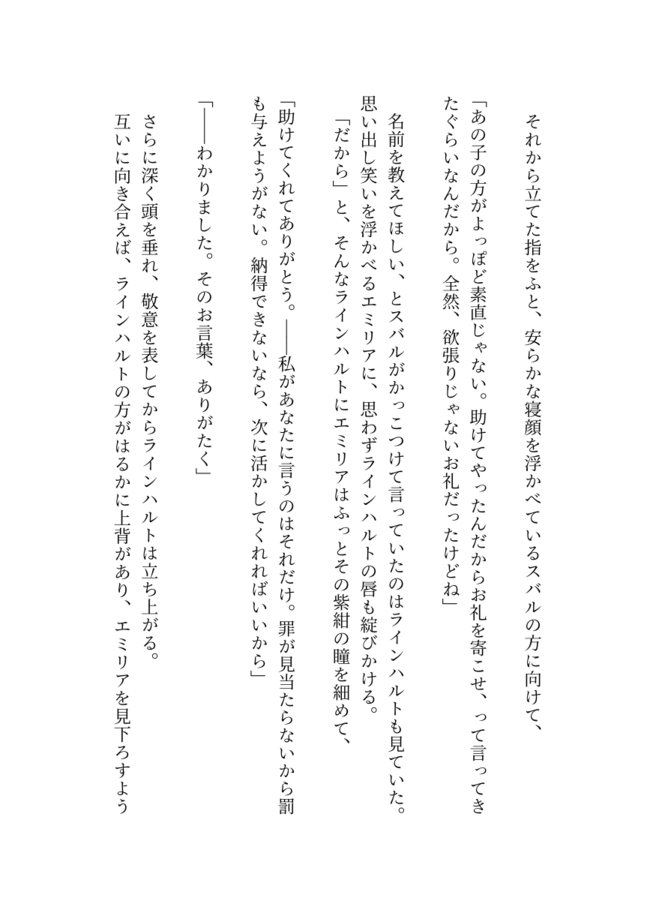 それから立てた指をふと、安らかな寝顔を浮かべているスバルの方に向けて、
「あの子の方がよっぽど素直じゃない。助けてやったんだからお礼を寄こせ、って言ってき
たぐらいなんだから。全然、欲張りじゃないお礼だったけどね」
名前を教えてほしい、とスバルがかっこつけて言っていたのはラインハルトも見ていた。
思い出し笑いを浮かべるエミリアに、思わずラインハルトの唇も綻びかける。
「だから」と、そんなラインハルトにエミリアはふっとその紫紺の瞳を細めて、
「助けてくれてありがとう。――私があなたに言うのはそれだけ。罪が見当たらないから罰
も与えようがない。納得できないなら、次に活かしてくれればいいから」
「――わかりました。そのお言葉、ありがたく」
さらに深く頭を垂れ、敬意を表してからラインハルトは立ち上がる。
互いに向き合えば、ラインハルトの方がはるかに上背があり、エミリアを見下ろすよう